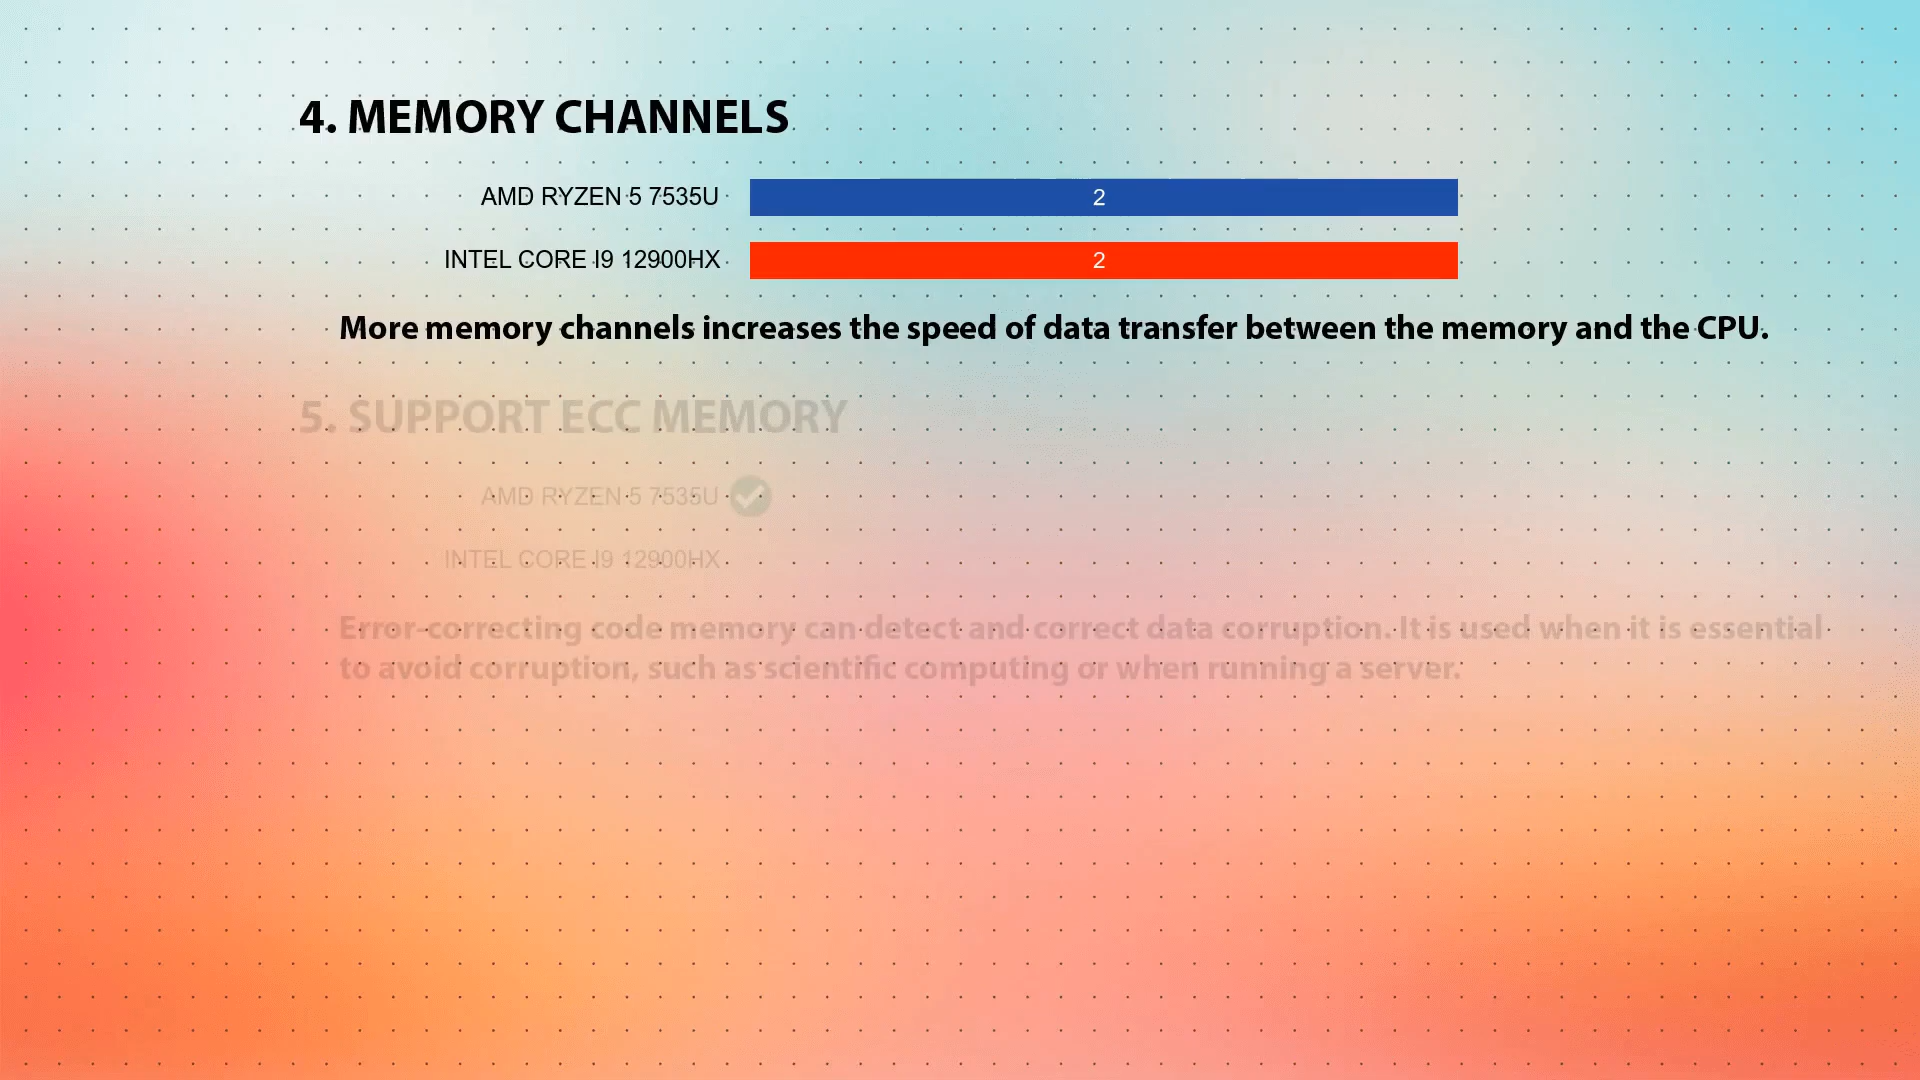 4. MEMORY CHANNELS
AMD RYZEN 5 7535U
2
INTEL CORE I9 12900HX
2
More memory channels increases the speed of data transfer between the memory and the CPU.
5. SUPPORT ECC MEMORY
AMD RYZEN 5 7535U
INTEL CORE I9 12900HX
Error-correcting code memory can detect and correct data corruption. It is used when it is essential
to avoid corruption, such as scientific computing or when running a server.